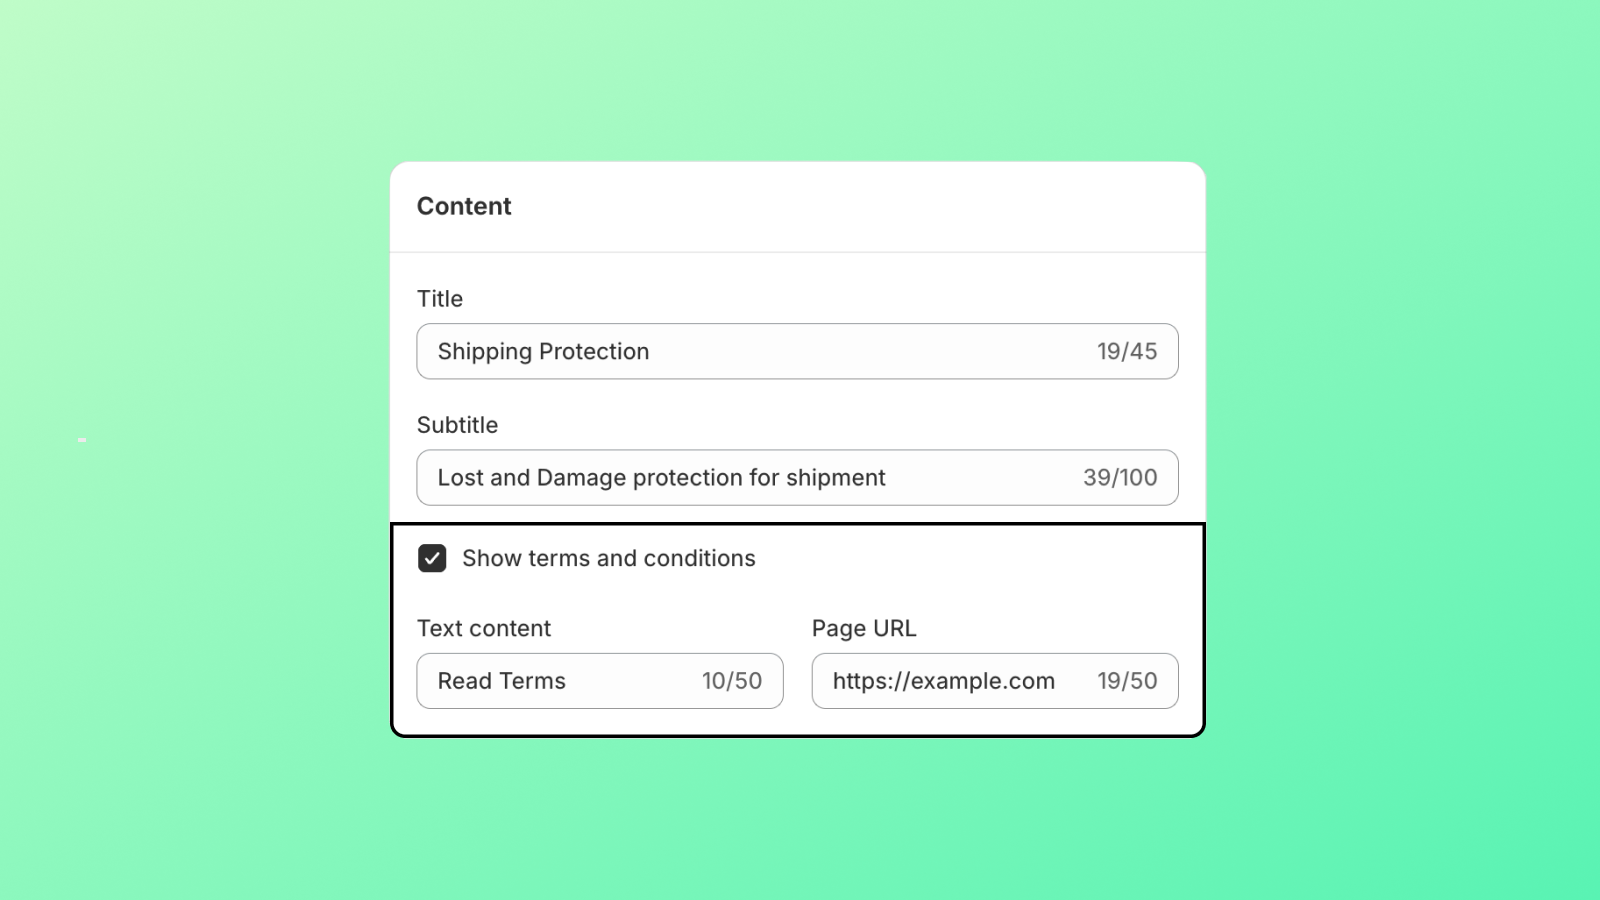 Content
Title
Shipping Protection 19/45
Subtitle
Lost and Damage protection for shipment 39/100
Show terms and conditions
Text content Page URL
Read Terms 10/50 https://example.com 19/50